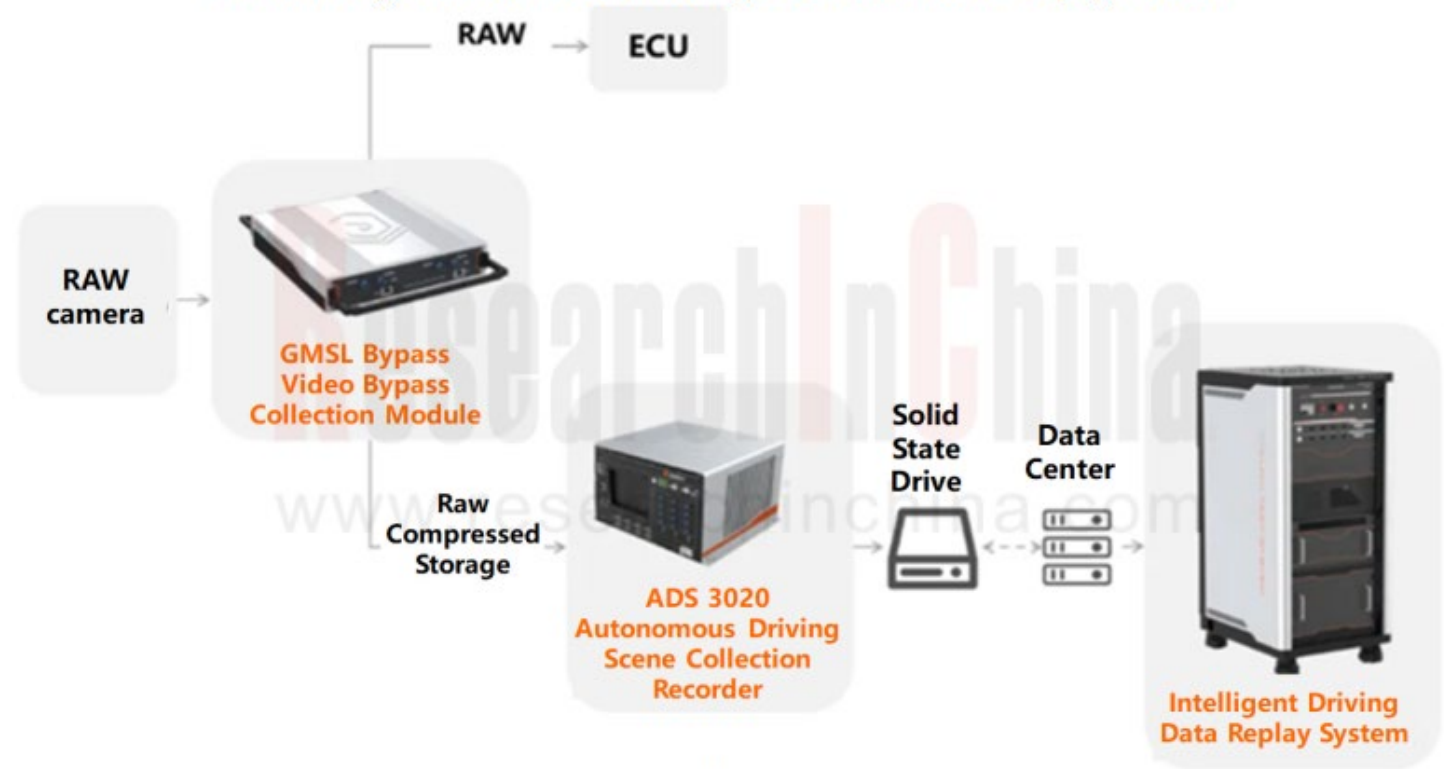 RAW
ECU
RAW
camera
GMSL Bypass
Video Bypass
Collection Module
ResearchInChina
www.researchinchina.com
Raw
Compressed
Storage
ADS 3020
Autonomous Driving
Scene Collection
Recorder
Solid
State
Drive
Data
Center
Intelligent Driving
Data Replay System